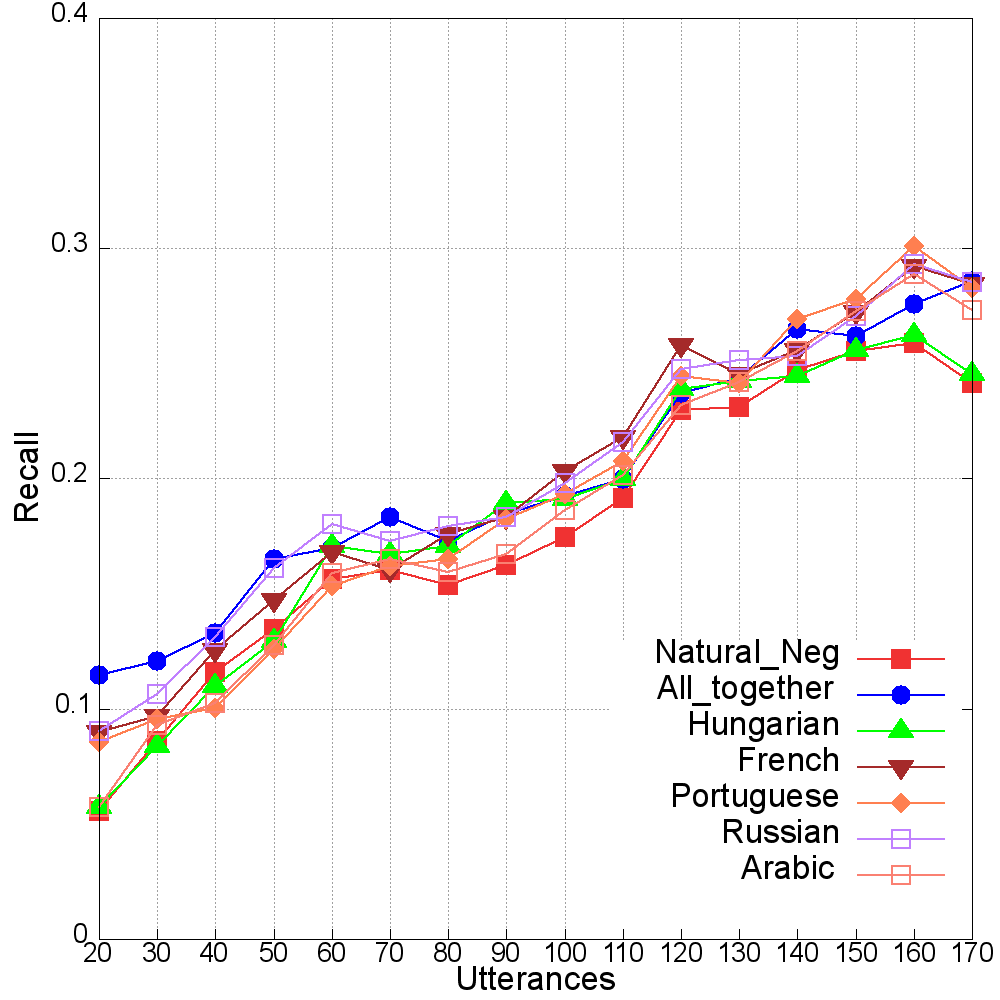 0.4
0.3
0.2
0.1
0
Recall
Natural_Neg
All_together
Hungarian
French
Portuguese
Russian
Arabic
20 30 40 50 60 70 80 90 100 110 120 130 140 150 160 170
Utterances